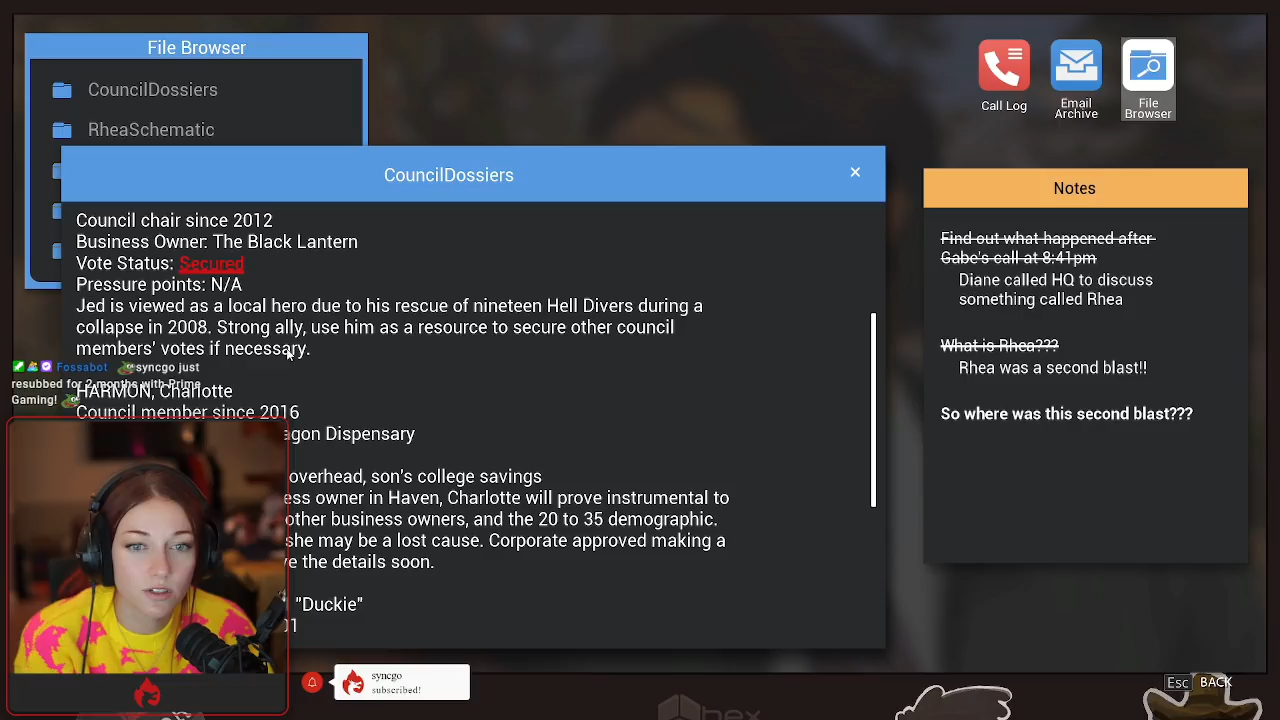 File Browser
CouncilDossiers
RheaSchematic
Call Log
Email
Archive
File
Browser
CouncilDossiers
×
Council chair since 2012
Business Owner: The Black Lantern
Vote Status: Secured
Pressure points: N/A
Jed is viewed as a local hero due to his rescue of nineteen Hell Divers during a
collapse in 2008. Strong ally, use him as a resource to secure other council
members' votes if necessary.
HARMON, Charlotte
Council member since 2016
agon Dispensary
overhead, son's college savings
ess owner in Haven, Charlotte will prove instrumental to
other business owners, and the 20 to 35 demographic.
she may be a lost cause. Corporate approved making a
ve the details soon.
"Duckie"
01
Notes
Find out what happened after
Gabe's call at 8:41pm
Diane called HQ to discuss
something called Rhea
What is Rhea???
Rhea was a second blast!!
So where was this second blast???
Fossabot syncgo just
resubbed for 2 months with Prime
Gaming!
syncgo
subscribed!
Esc BACK
hex